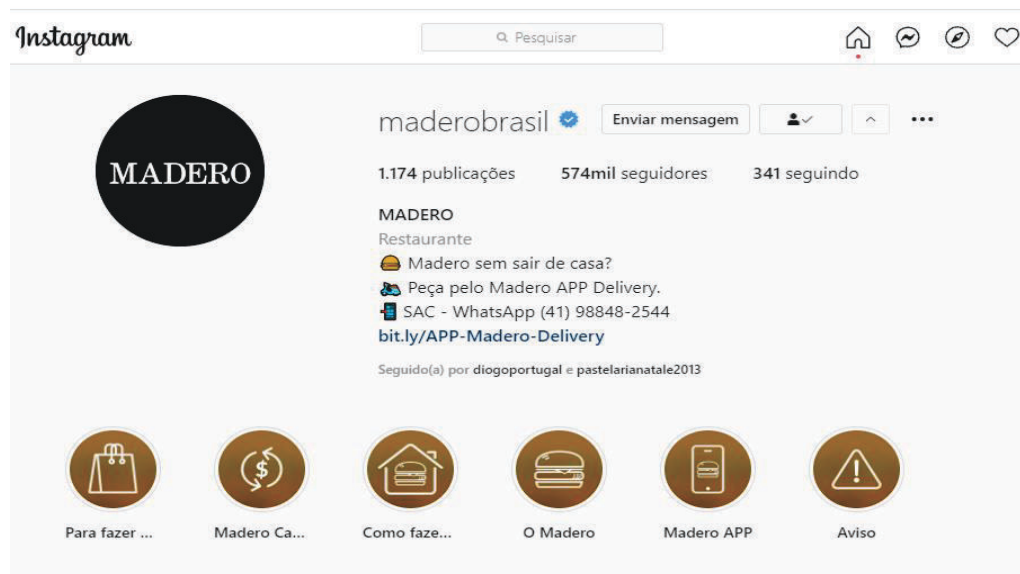 Instagram
Pesquisar
MADERO
maderobrasil Enviar mensagem
1.174 publicações 574mil seguidores 341 seguindo
MADERO
Restaurante
Madero sem sair de casa?
Peça pelo Madero APP Delivery.
SAC - WhatsApp (41) 98848-2544
bit.ly/APP-Madero-Delivery
Seguido(a) por diogoportugal e pastelarianatale2013
Para fazer ... Madero Ca... Como faze... O Madero Madero APP Aviso